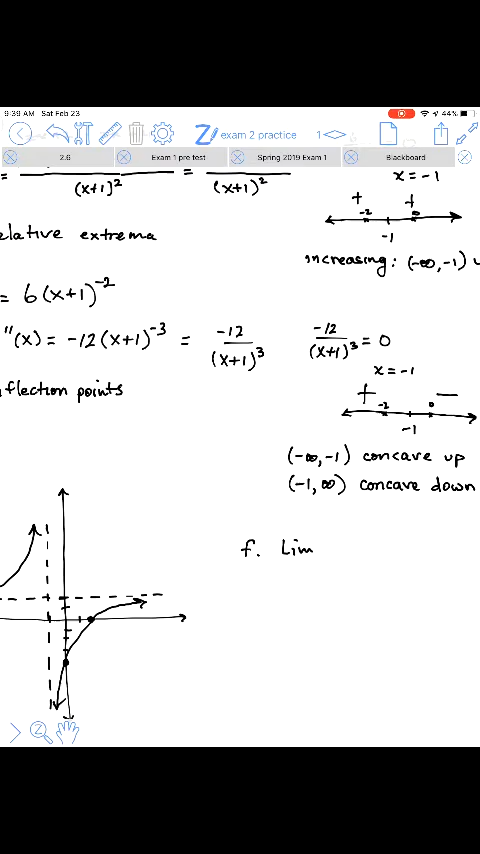 9:39 AM Sat Feb 23
44%
exam 2 practice
1
2.6
Exam 1 pre test
Spring 2019 Exam 1
Blackboard
= ——— / (x+1)² = ——— / (x+1)²
x = -1
+ +
-2 0
-1
elative extrema
increasing: (-∞, -1) u
= 6(x+1)⁻²
"(x) = -12(x+1)⁻³ = -12/(x+1)³
-12/(x+1)³ = 0
x = -1
flection points
+ —
-2 0
-1
(-∞, -1) concave up
(-1, ∞) concave down
f. Lim